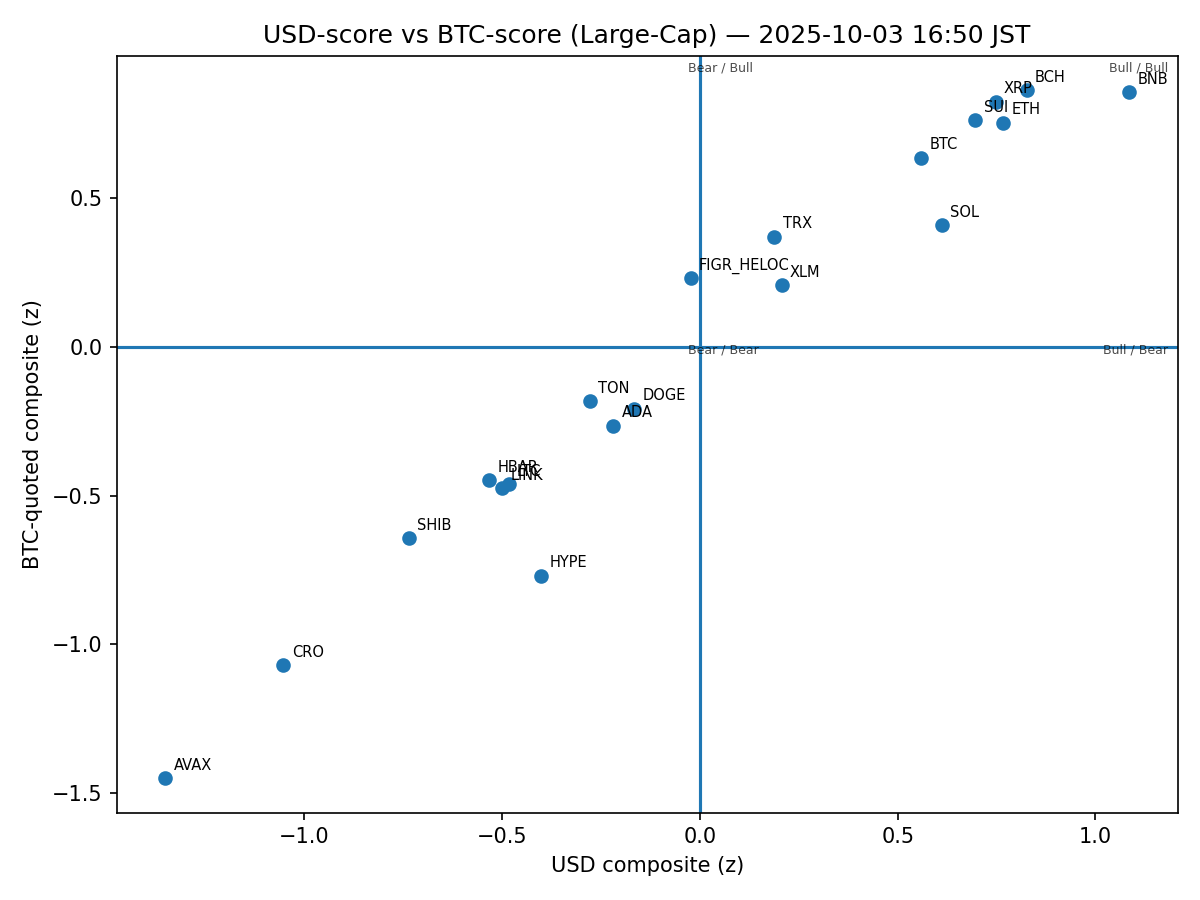 USD-score vs BTC-score (Large-Cap) — 2025-10-03 16:50 JST
Bear / Bull
Bull / Bull
BCH
BNB
XRP
SUI
ETH
BTC
SOL
TRX
FIGR_HELOC
XLM
Bear / Bear
Bull / Bear
TON
DOGE
ADA
HBAR
LTC
LINK
SHIB
HYPE
CRO
AVAX
0.5
0.0
−0.5
−1.0
−1.5
BTC-quoted composite (z)
−1.0
−0.5
0.0
0.5
1.0
USD composite (z)